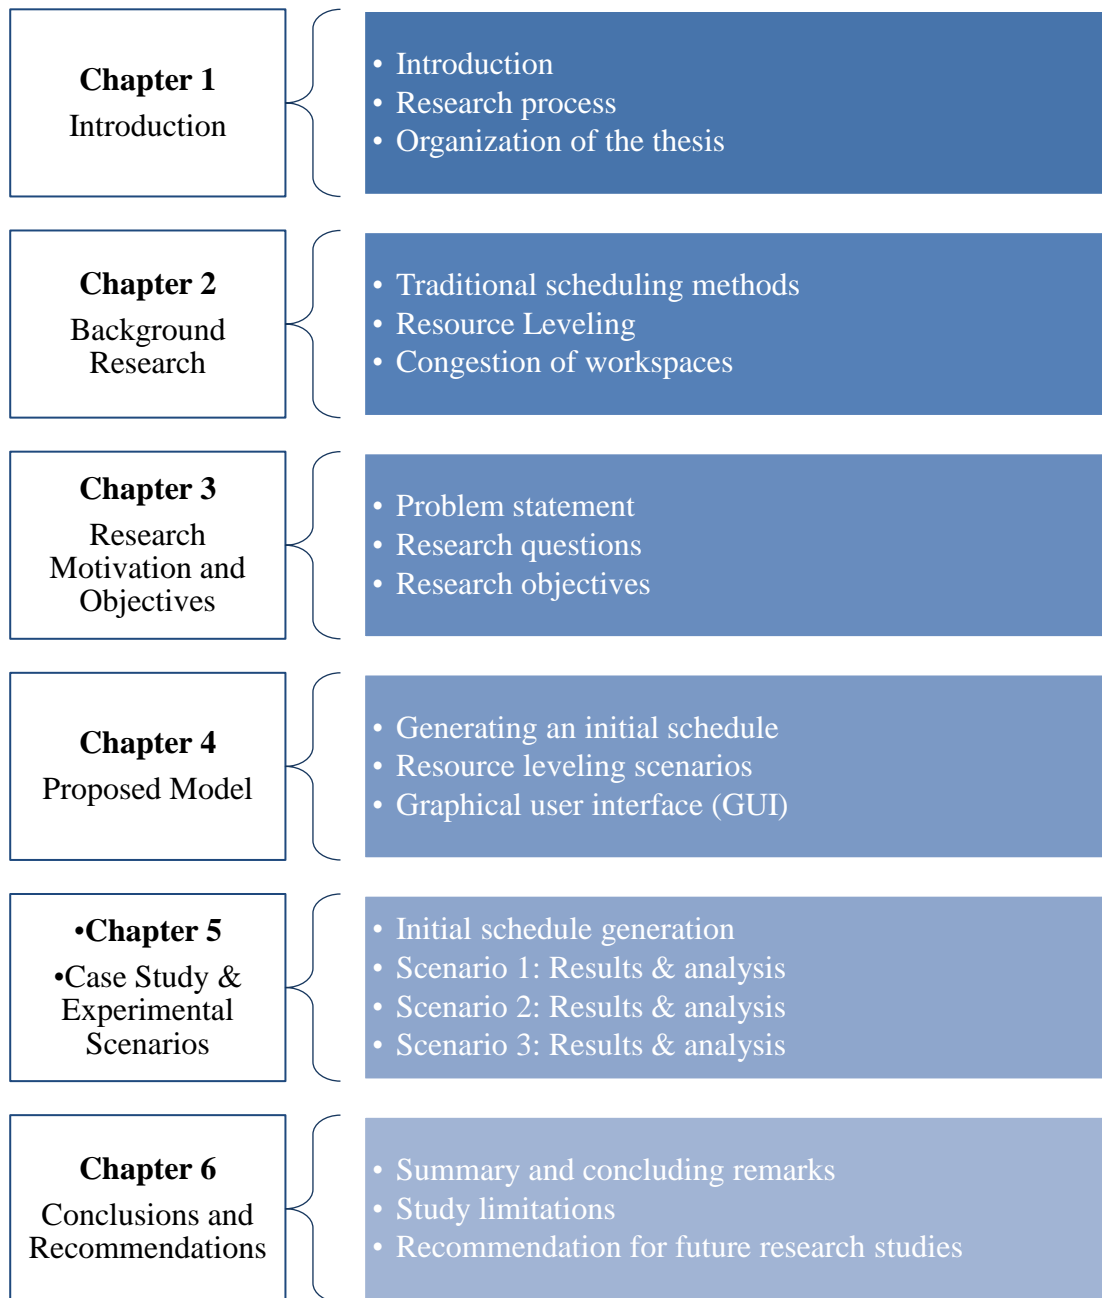 Chapter 1
Introduction
• Introduction
• Research process
• Organization of the thesis
Chapter 2
Background
Research
• Traditional scheduling methods
• Resource Leveling
• Congestion of workspaces
Chapter 3
Research
Motivation and
Objectives
• Problem statement
• Research questions
• Research objectives
Chapter 4
Proposed Model
• Generating an initial schedule
• Resource leveling scenarios
• Graphical user interface (GUI)
•Chapter 5
•Case Study &
Experimental
Scenarios
• Initial schedule generation
• Scenario 1: Results & analysis
• Scenario 2: Results & analysis
• Scenario 3: Results & analysis
Chapter 6
Conclusions and
Recommendations
• Summary and concluding remarks
• Study limitations
• Recommendation for future research studies